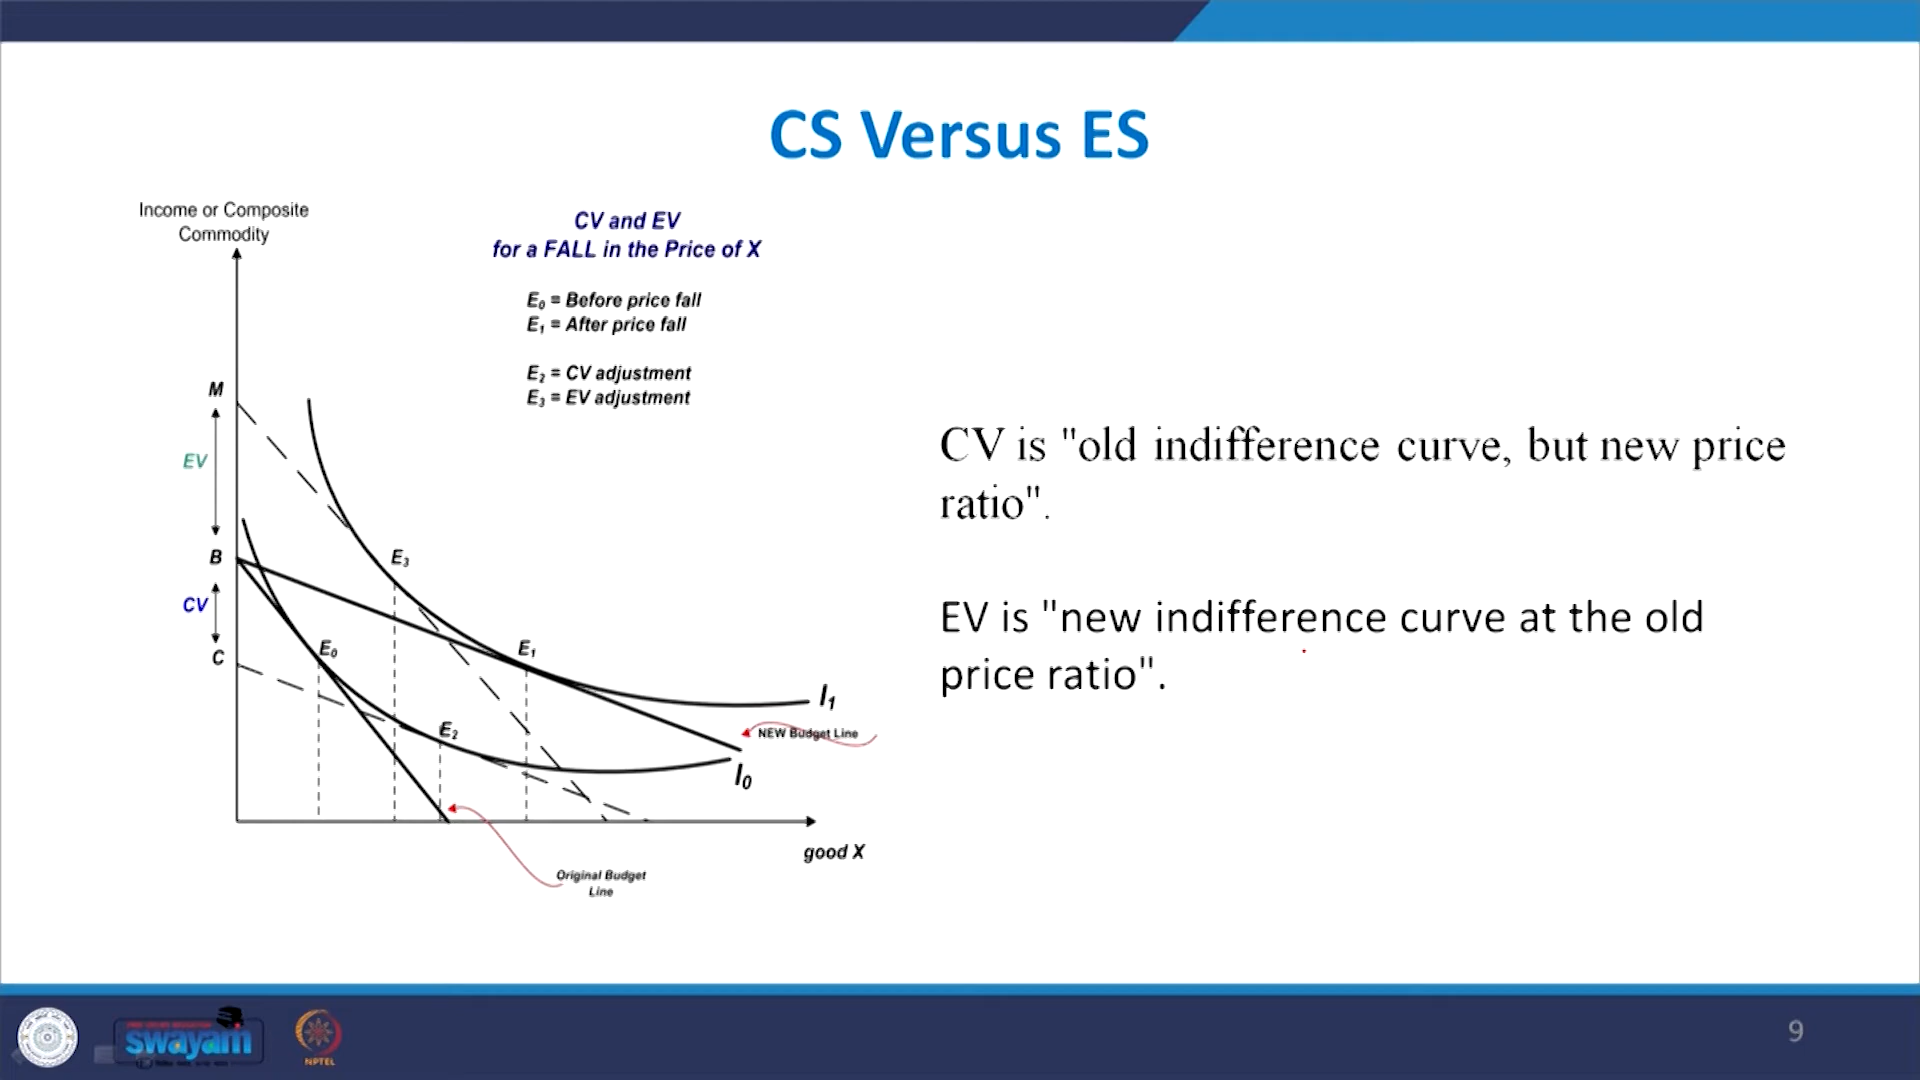 CS Versus ES
Income or Composite
Commodity
CV and EV
for a FALL in the Price of X
E₀ = Before price fall
E₁ = After price fall
E₂ = CV adjustment
E₃ = EV adjustment
M
EV
B
CV
C
E₃
E₀
E₁
E₂
I₁
NEW Budget Line
I₀
good X
Original Budget
Line
CV is "old indifference curve, but new price
ratio".
EV is "new indifference curve at the old
price ratio".
swayam
NPTEL
9